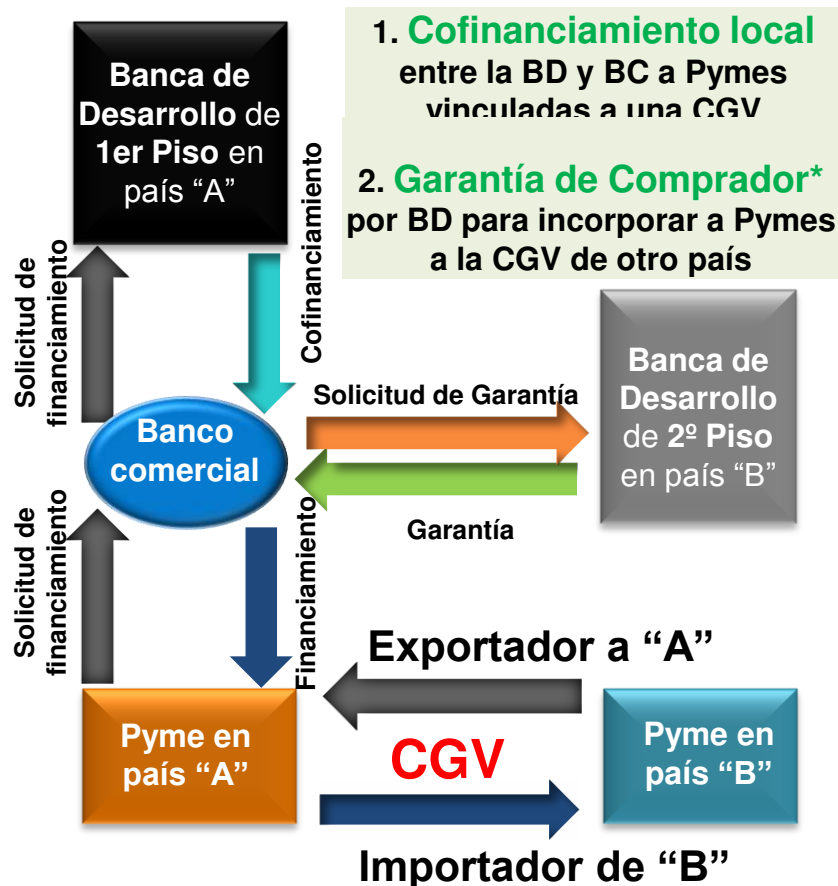 Banca de
Desarrollo de
1er Piso en
país “A”
1. Cofinanciamiento local
entre la BD y BC a Pymes
vinculadas a una CGV
2. Garantía de Comprador*
por BD para incorporar a Pymes
a la CGV de otro país
Solicitud de
financiamiento
Cofinanciamiento
Banco
comercial
Solicitud de Garantía
Garantía
Banca de
Desarrollo
de 2º Piso
en país “B”
Solicitud de
financiamiento
Financiamiento
Exportador a “A”
Pyme en
país “A”
CGV
Pyme en
país “B”
Importador de “B”